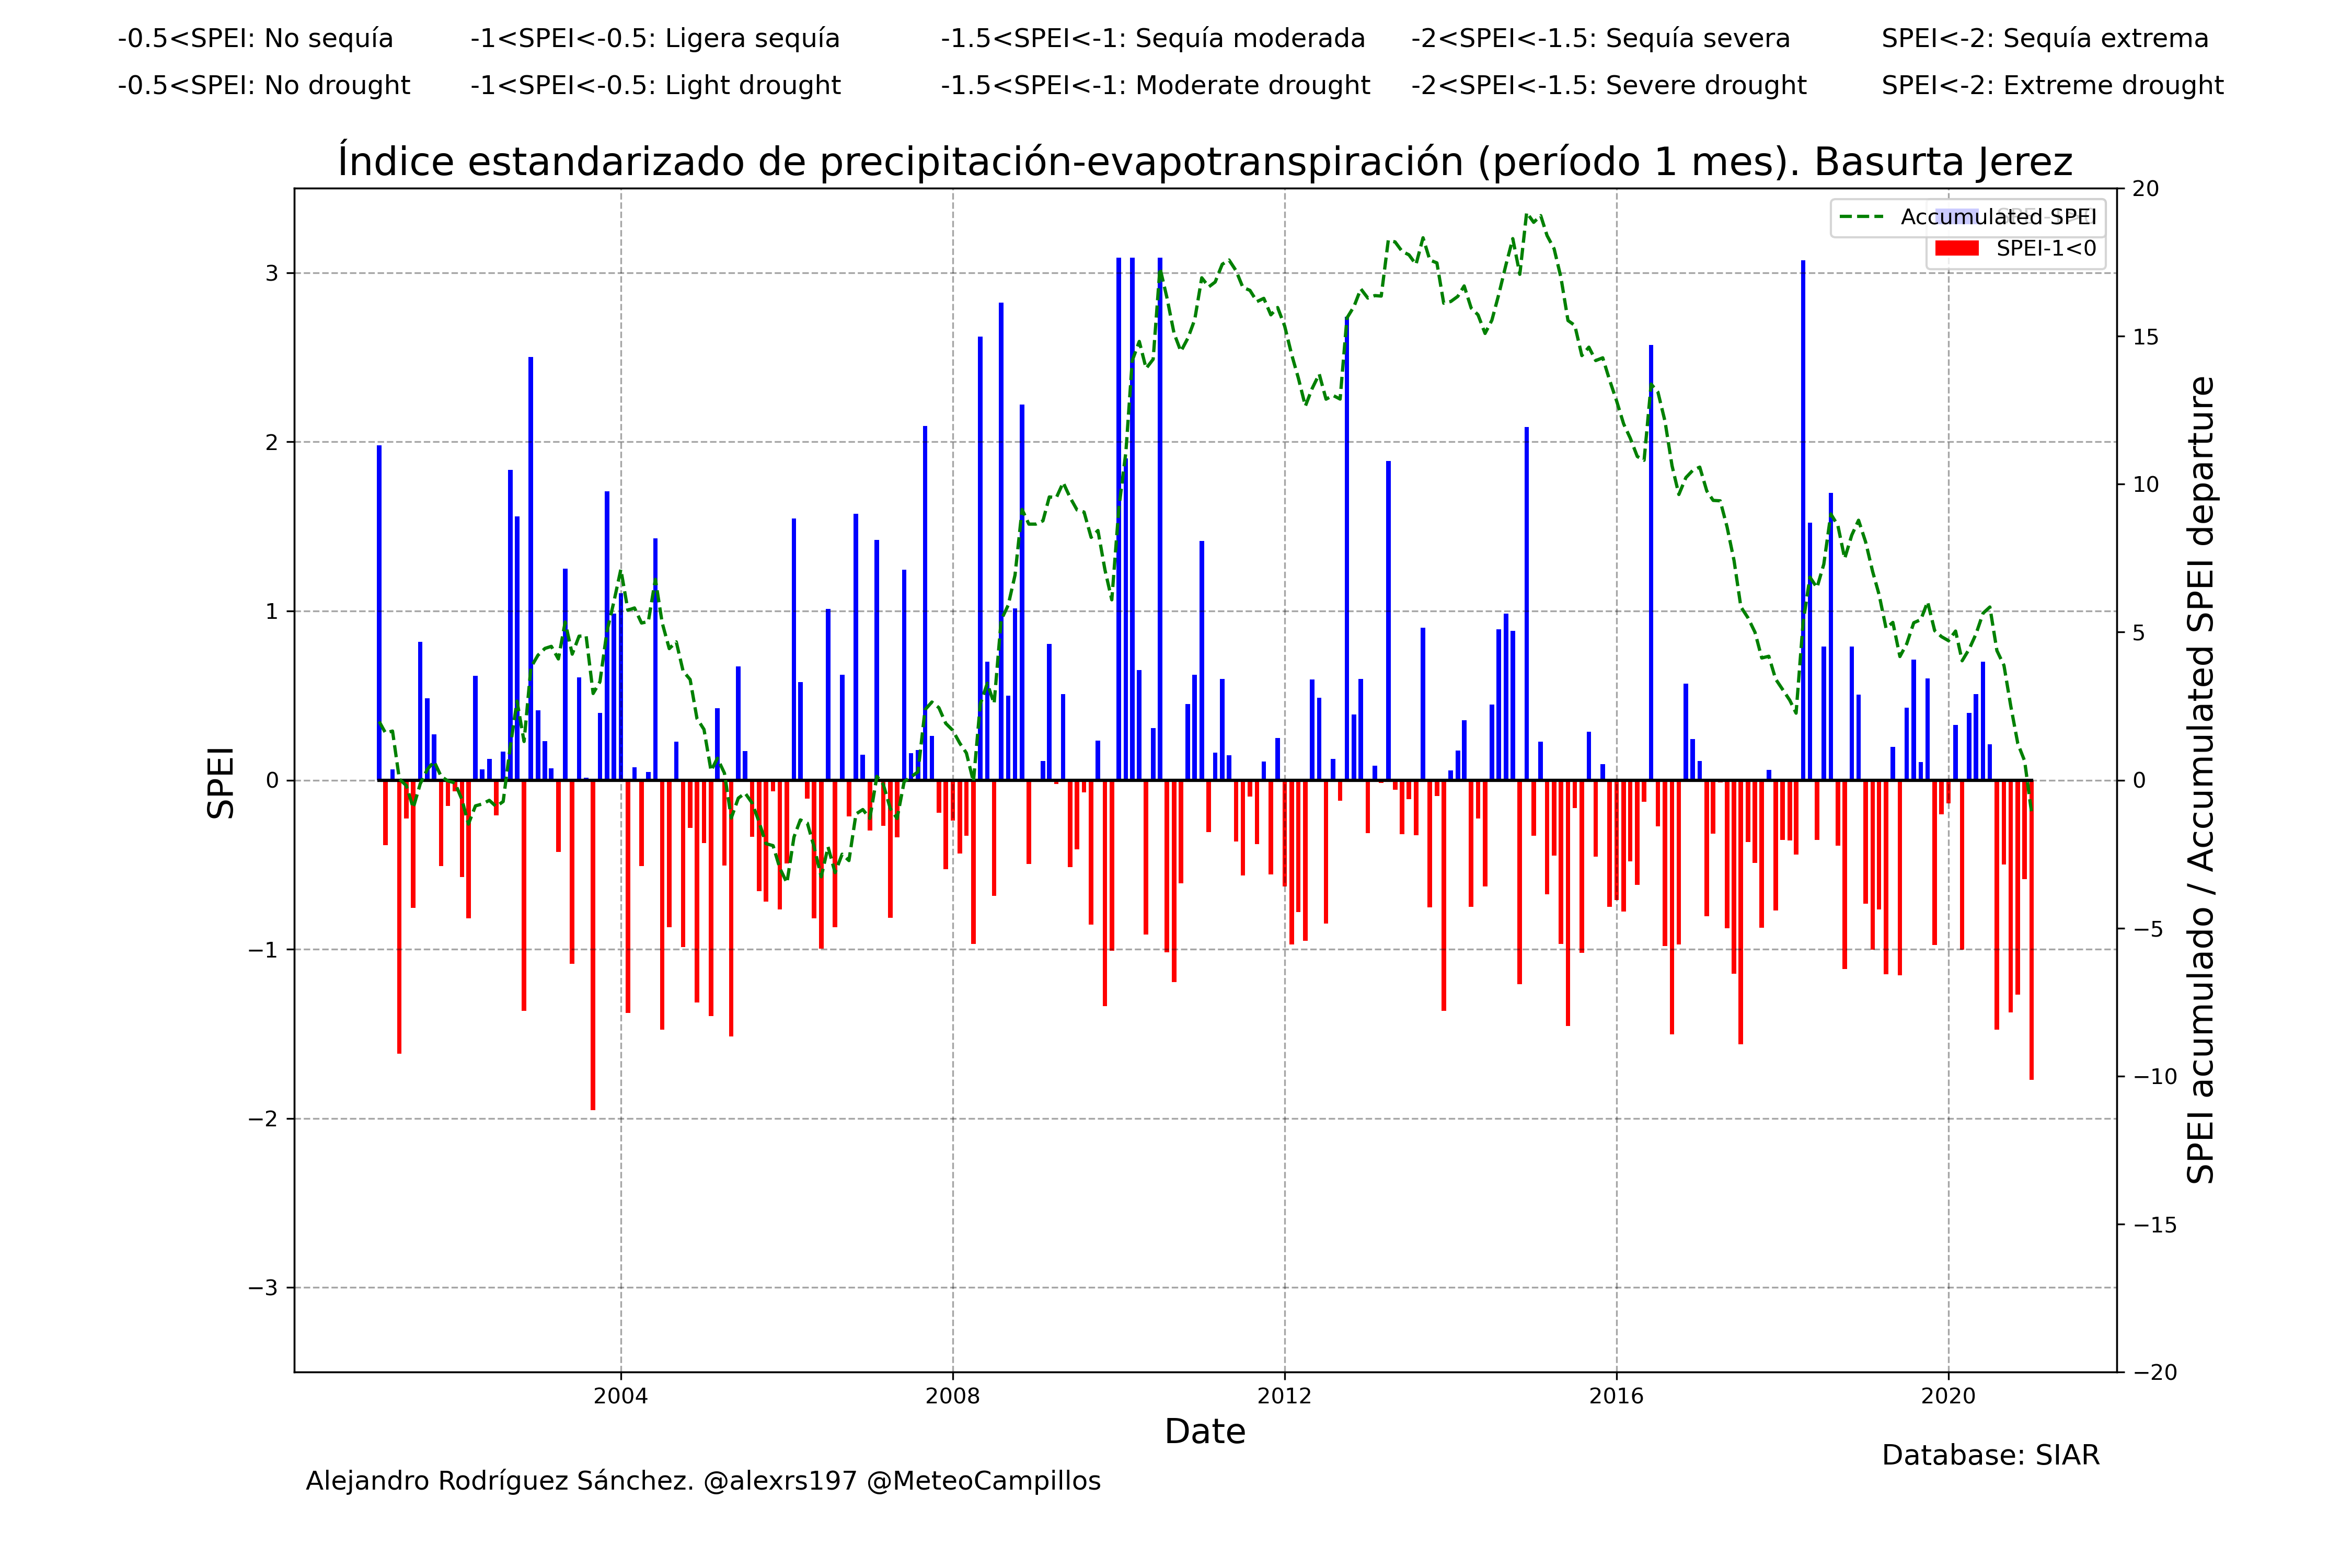 -0.5<SPEI: No sequía -1<SPEI<-0.5: Ligera sequía -1.5<SPEI<-1: Sequía moderada -2<SPEI<-1.5: Sequía severa SPEI<-2: Sequía extrema
-0.5<SPEI: No drought -1<SPEI<-0.5: Light drought -1.5<SPEI<-1: Moderate drought -2<SPEI<-1.5: Severe drought SPEI<-2: Extreme drought
Índice estandarizado de precipitación-evapotranspiración (período 1 mes). Basurta Jerez
Accumulated SPEI
SPEI-1<0
3
2
1
0
−1
−2
−3
SPEI
20
15
10
5
0
−5
−10
−15
−20
SPEI acumulado / Accumulated SPEI departure
2004 2008 2012 2016 2020
Date
Database: SIAR
Alejandro Rodríguez Sánchez. @alexrs197 @MeteoCampillos